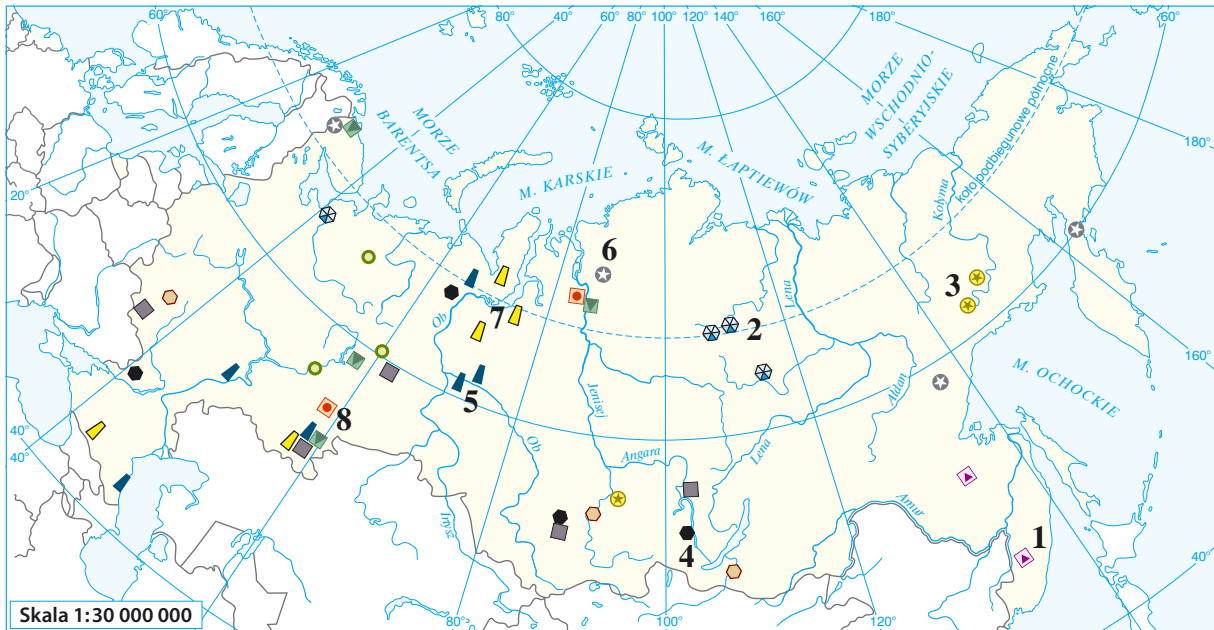 60°
80°
40°
60°
80°
100°
120°
140°
160°
180°
60°
MORZE
BARENTSA
M. KARSKIE
M. ŁAPTIEWÓW
MORZE
WSCHODNIO-
SYBERYJSKIE
koło podbiegunowe północne
180°
20°
Kołyma
6
3
7
Ob
Lena
2
160°
M. OCHOCKIE
5
Jenisej
Ałdan
8
40°
40°
Ob
Angara
Lena
Irtysz
Amur
4
1
40°
Skala 1:30 000 000
80°
100°
120°